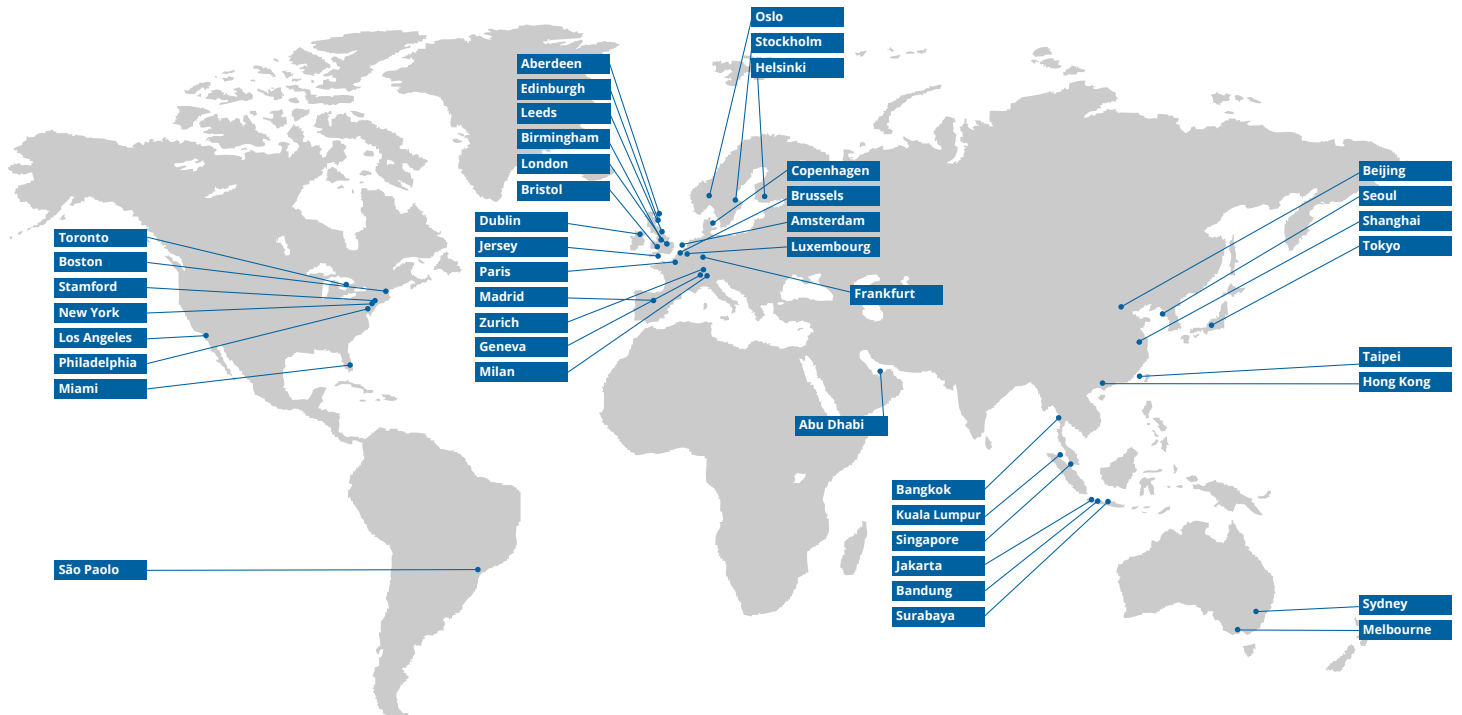 Oslo
Stockholm
Helsinki
Aberdeen
Edinburgh
Leeds
Birmingham
London
Bristol
Copenhagen
Brussels
Amsterdam
Luxembourg
Frankfurt
Dublin
Jersey
Paris
Madrid
Zurich
Geneva
Milan
Toronto
Boston
Stamford
New York
Los Angeles
Philadelphia
Miami
São Paolo
Abu Dhabi
Beijing
Seoul
Shanghai
Tokyo
Taipei
Hong Kong
Bangkok
Kuala Lumpur
Singapore
Jakarta
Bandung
Surabaya
Sydney
Melbourne